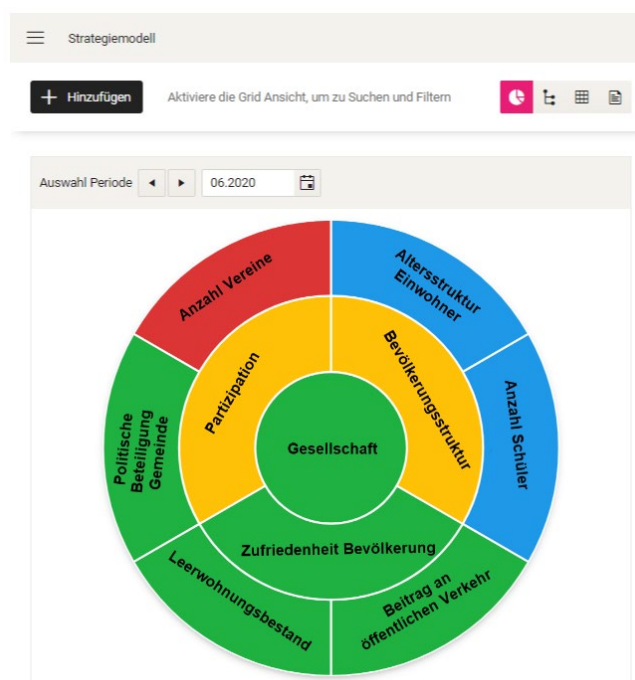 Strategiemodell
Hinzufügen
Aktiviere die Grid Ansicht, um zu Suchen und Filtern
Auswahl Periode
06.2020
Anzahl Vereine
Altersstruktur
Einwohner
Partizipation
Bevölkerungsstruktur
Politische
Beteiligung
Gemeinde
Gesellschaft
Anzahl Schüler
Zufriedenheit Bevölkerung
Leerwohnungsbestand
Beitrag an
öffentlichen Verkehr